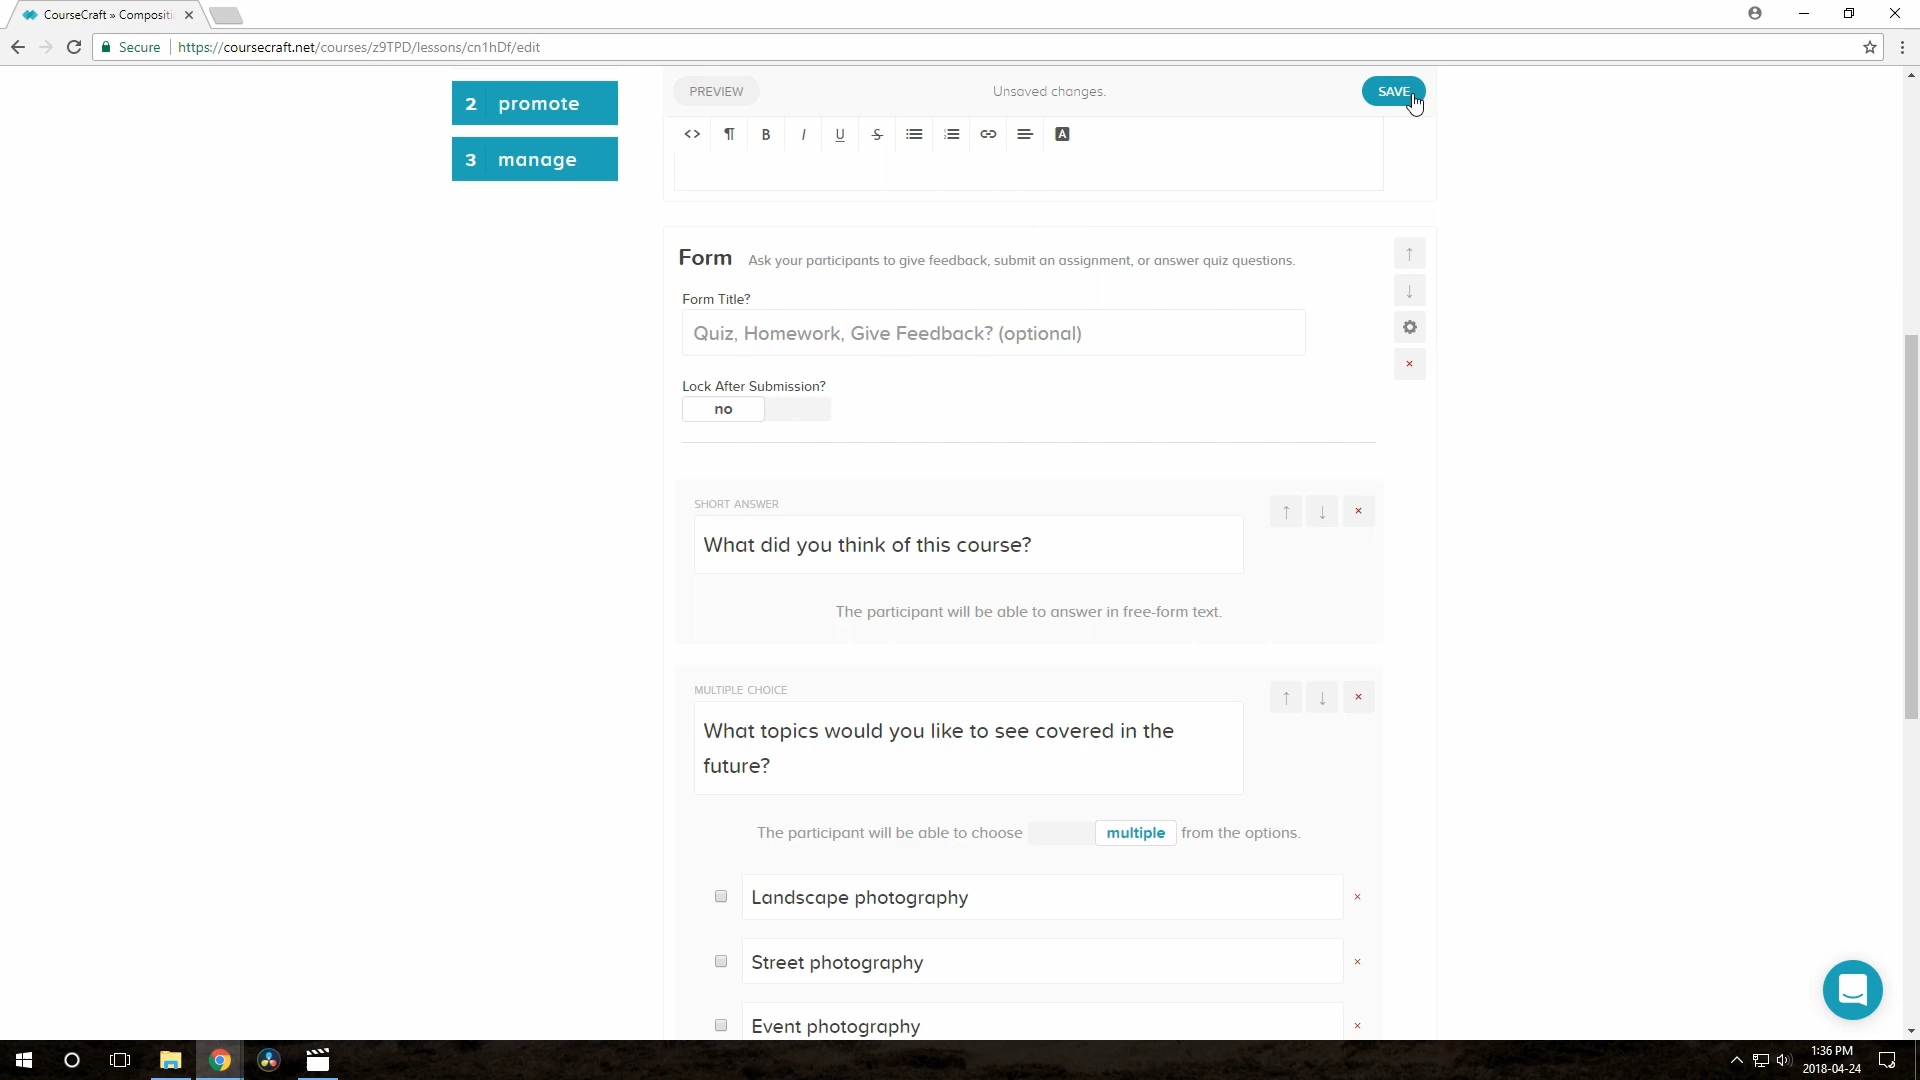 CourseCraft » Compositi
Secure
https://coursecraft.net/courses/z9TPD/lessons/cn1hDf/edit
2 promote
3 manage
PREVIEW
Unsaved changes.
SAVE
B I U S A
Form Ask your participants to give feedback, submit an assignment, or answer quiz questions.
Form Title?
Quiz, Homework, Give Feedback? (optional)
Lock After Submission?
no
SHORT ANSWER
What did you think of this course?
The participant will be able to answer in free-form text.
MULTIPLE CHOICE
What topics would you like to see covered in the
future?
The participant will be able to choose multiple from the options.
Landscape photography
Street photography
Event photography
1:36 PM
2018-04-24